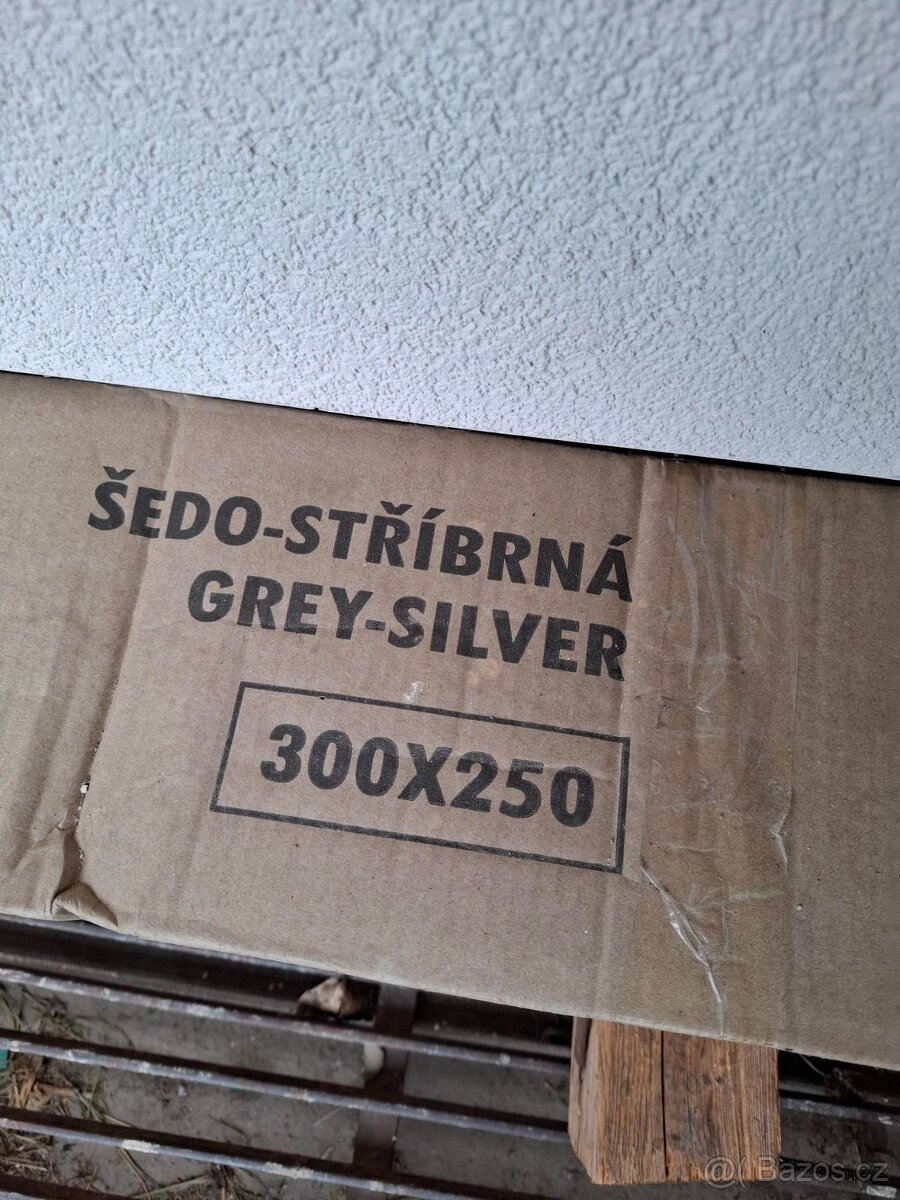 ŠEDO-STŘÍBRNÁ
GREY-SILVER
300X250
@( Bazos.cz